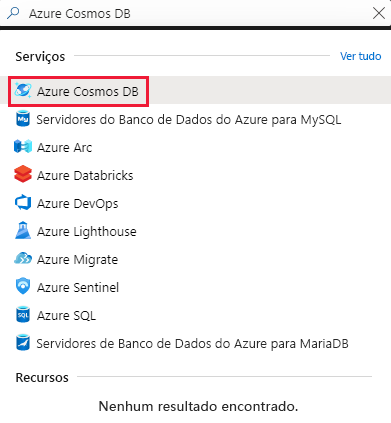 Azure Cosmos DB
Serviços Ver tudo
Azure Cosmos DB
My Servidores do Banco de Dados do Azure para MySQL
Azure Arc
Azure Databricks
Azure DevOps
Azure Lighthouse
Azure Migrate
Azure Sentinel
SQL Azure SQL
Servidores de Banco de Dados do Azure para MariaDB
Recursos
Nenhum resultado encontrado.